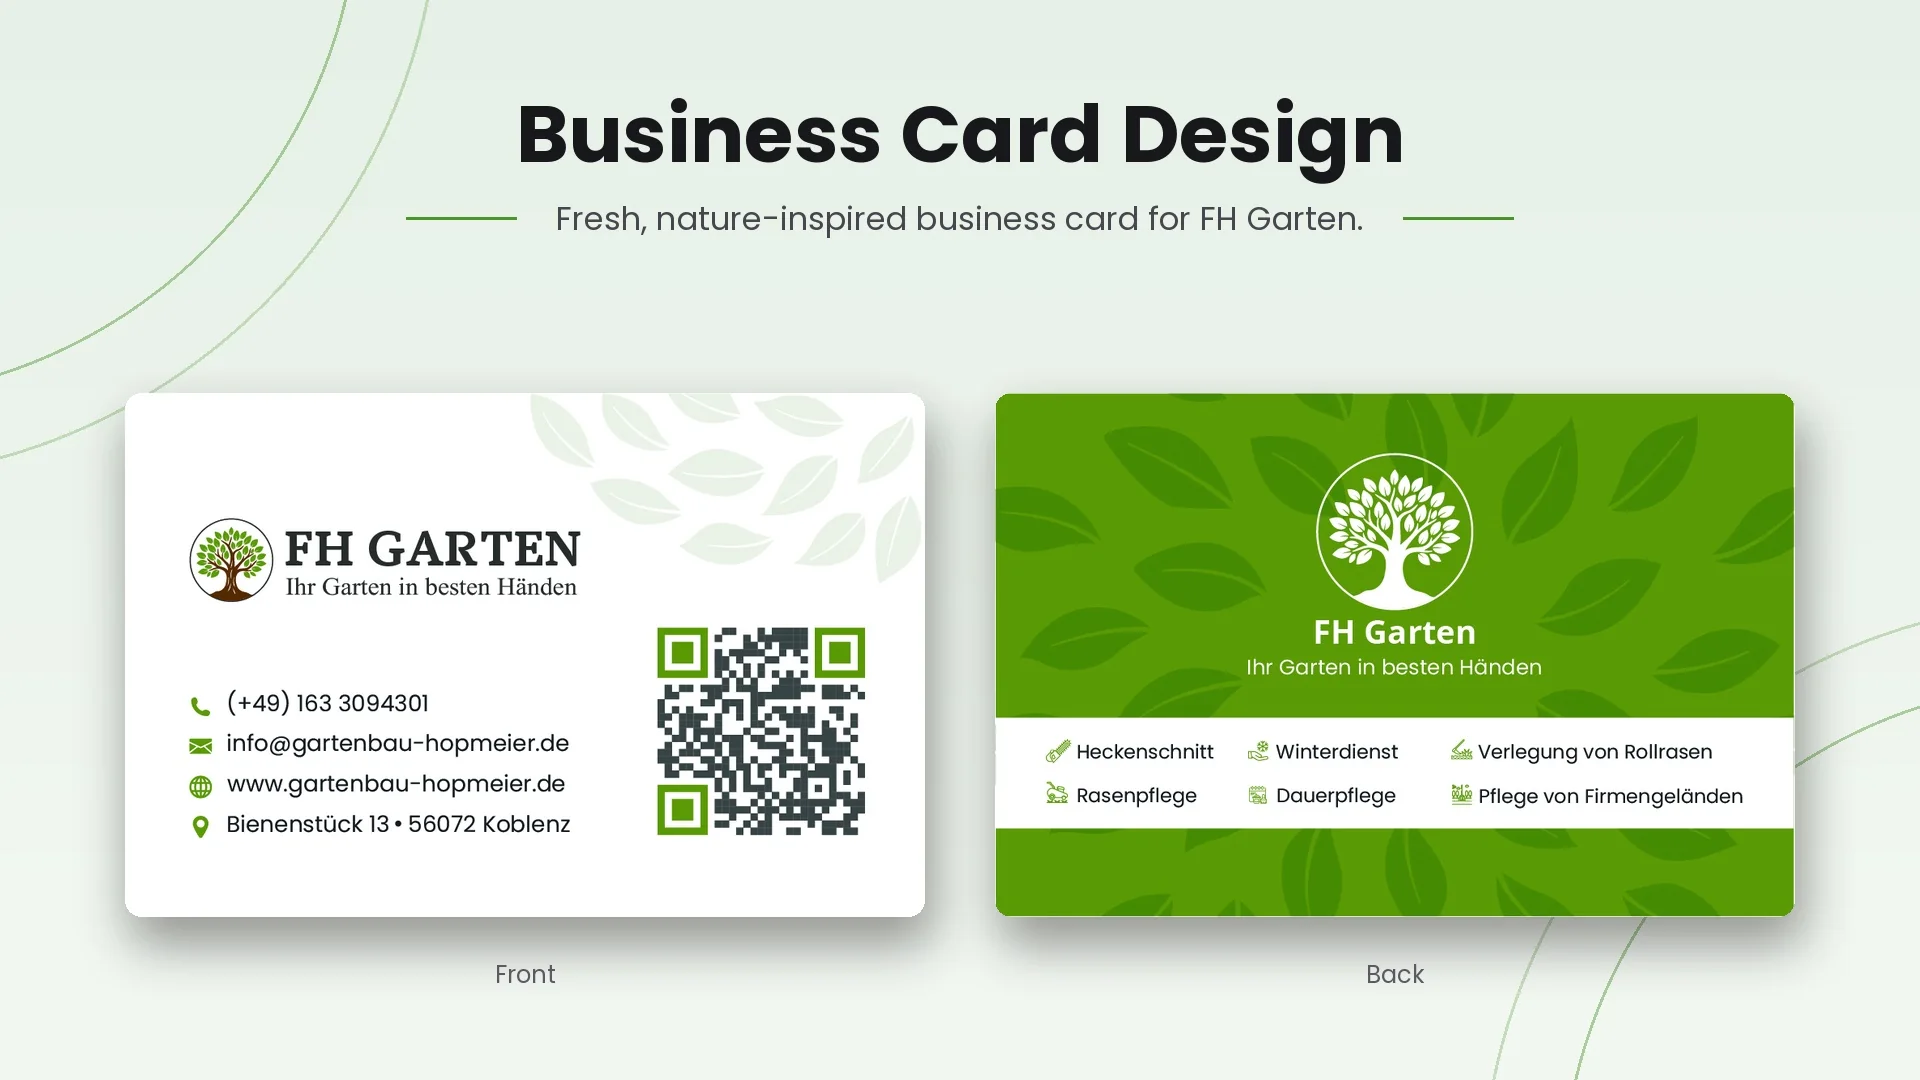 Business Card Design
Fresh, nature-inspired business card for FH Garten.
FH GARTEN
Ihr Garten in besten Händen
(+49) 163 3094301
info@gartenbau-hopmeier.de
www.gartenbau-hopmeier.de
Bienenstück 13 • 56072 Koblenz
Front
FH Garten
Ihr Garten in besten Händen
Heckenschnitt Winterdienst Verlegung von Rollrasen
Rasenpflege Dauerpflege Pflege von Firmengeländen
Back